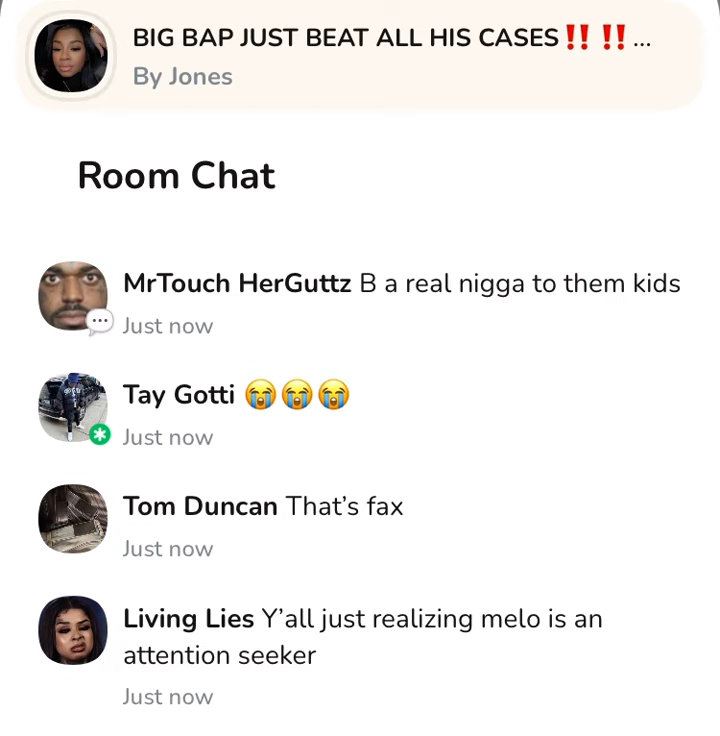 BIG BAP JUST BEAT ALL HIS CASES‼️ ‼️...
By Jones
Room Chat
MrTouch HerGuttz B a real nigga to them kids
Just now
Tay Gotti 😭😭😭
Just now
Tom Duncan That’s fax
Just now
Living Lies Y’all just realizing melo is an
attention seeker
Just now